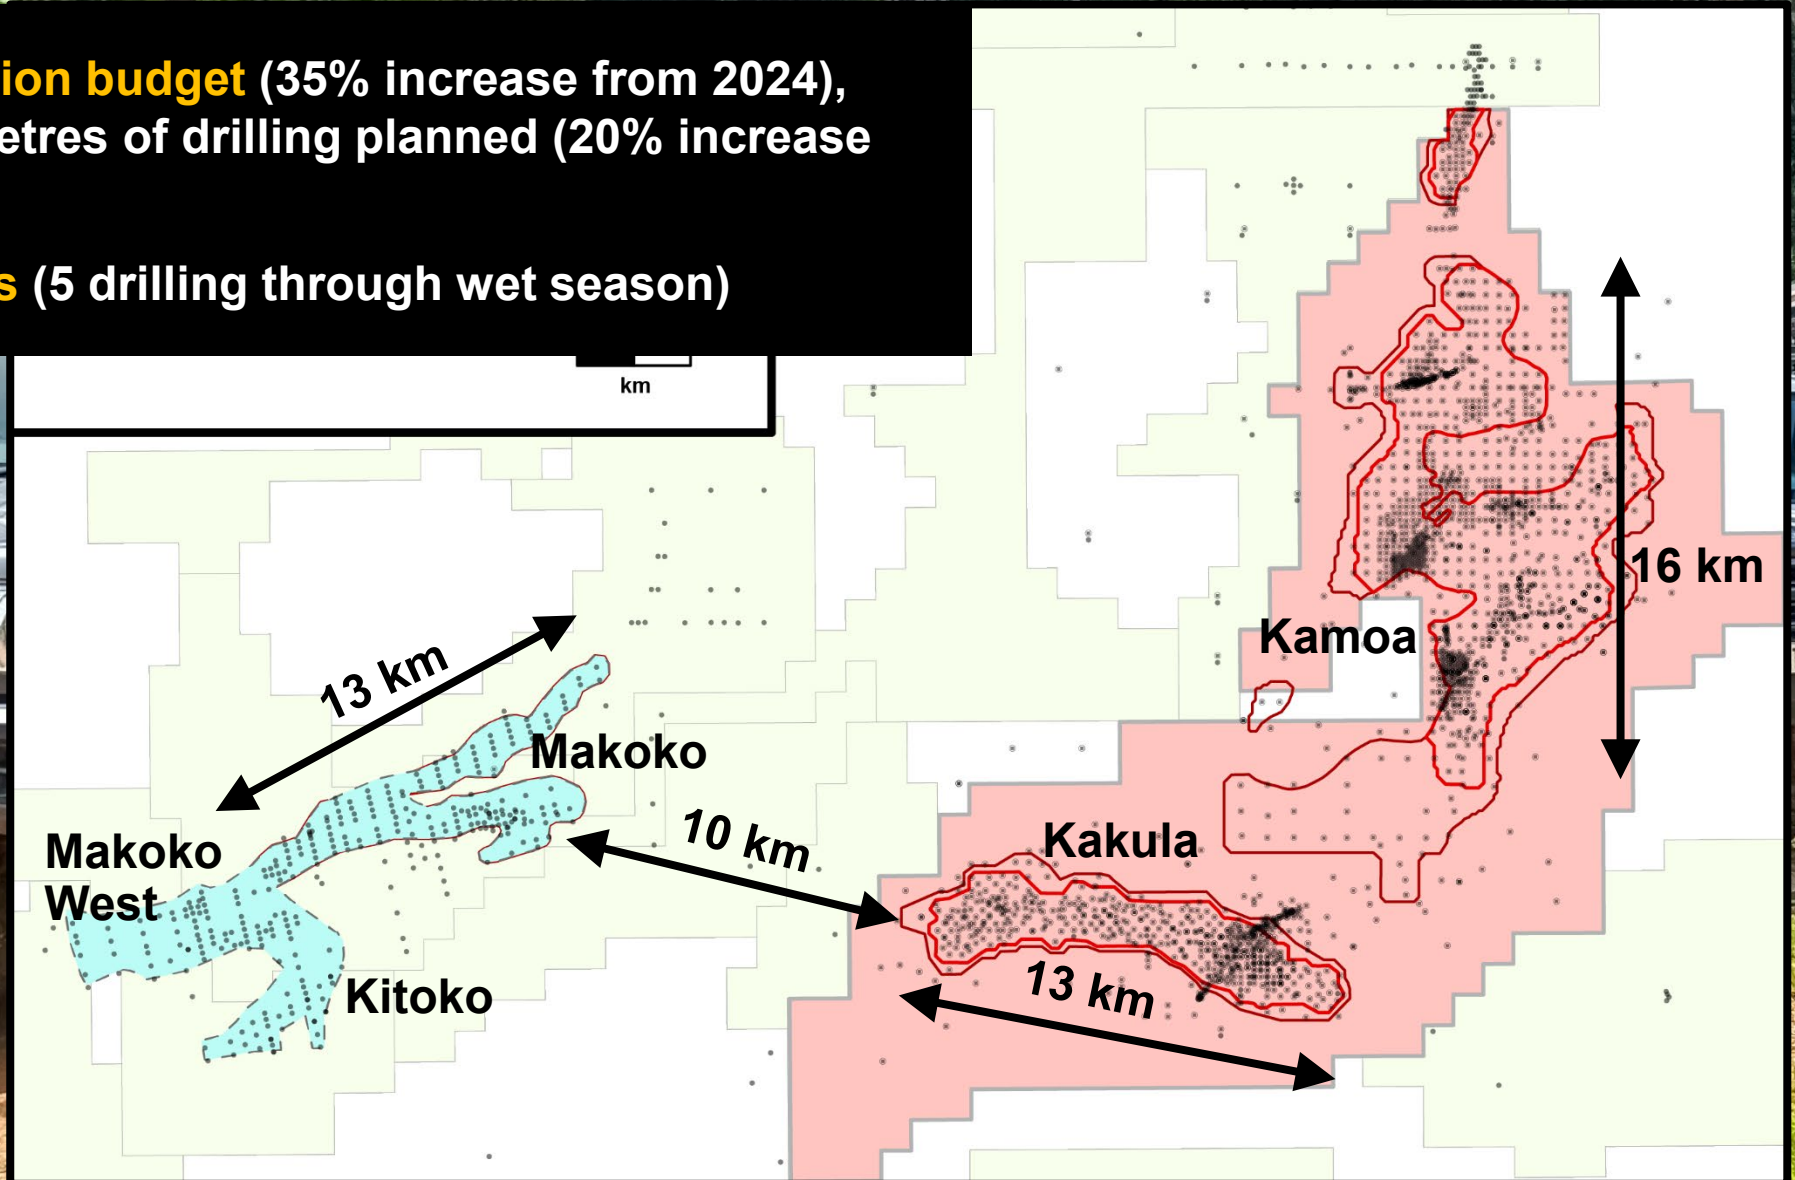 ion budget (35% increase from 2024),
etres of drilling planned (20% increase
s (5 drilling through wet season)
km
16 km
Kamoa
13 km
Makoko
Makoko
West
10 km
Kakula
13 km
Kitoko